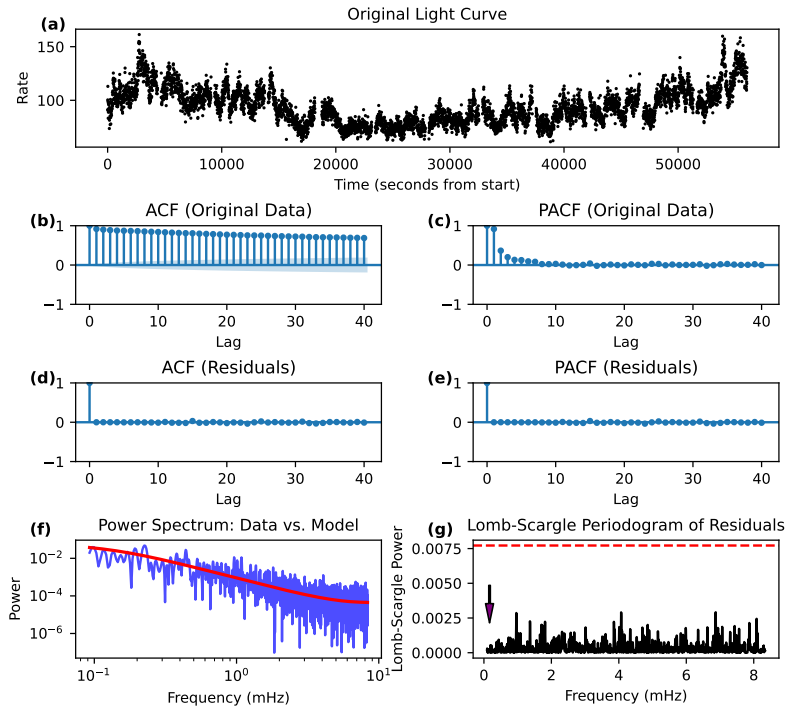 (a)
Original Light Curve
150
100
Rate
0 10000 20000 30000 40000 50000
Time (seconds from start)
(b)
ACF (Original Data)
1
0
−1
0 10 20 30 40
Lag
(c)
PACF (Original Data)
1
0
−1
0 10 20 30 40
Lag
(d)
ACF (Residuals)
1
0
−1
0 10 20 30 40
Lag
(e)
PACF (Residuals)
1
0
−1
0 10 20 30 40
Lag
(f)
Power Spectrum: Data vs. Model
10⁻²
10⁻⁴
10⁻⁶
Power
10⁻¹ 10⁰ 10¹
Frequency (mHz)
(g)
Lomb-Scargle Periodogram of Residuals
0.0075
0.0050
0.0025
0.0000
Lomb-Scargle Power
0 2 4 6 8
Frequency (mHz)